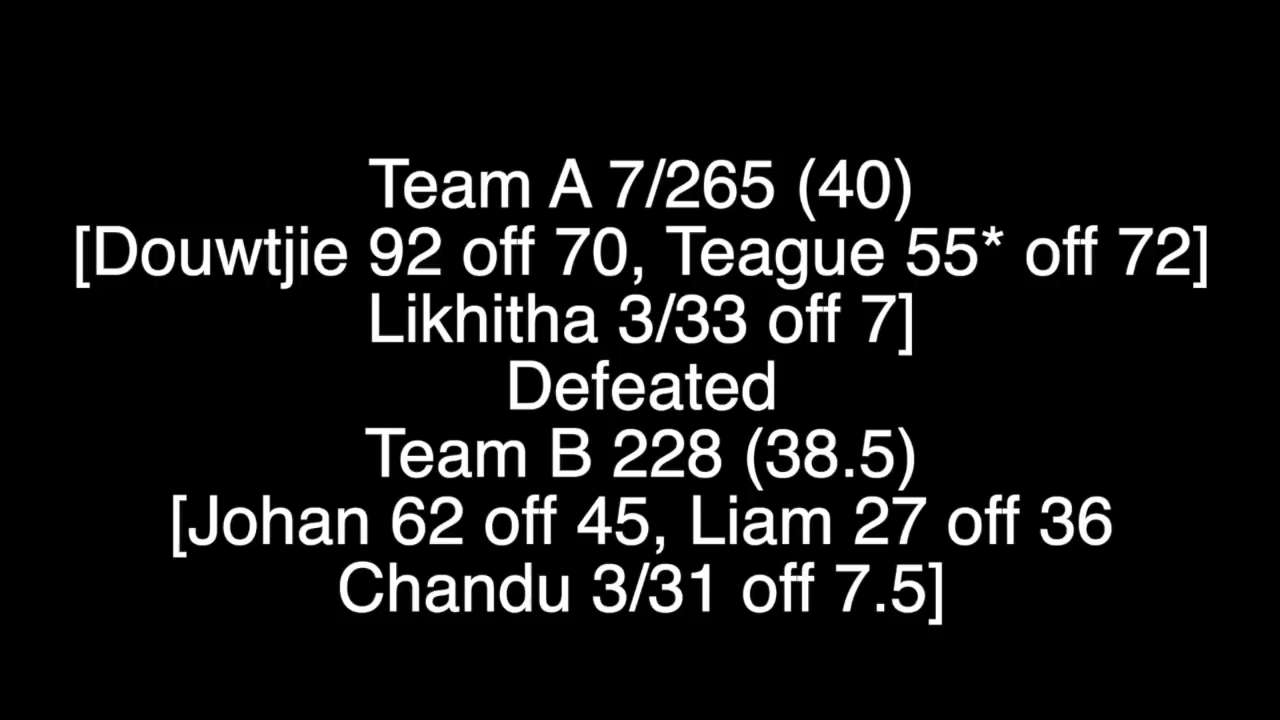 Team A 7/265 (40)
[Douwtjie 92 off 70, Teague 55* off 72]
Likhitha 3/33 off 7]
Defeated
Team B 228 (38.5)
[Johan 62 off 45, Liam 27 off 36
Chandu 3/31 off 7.5]